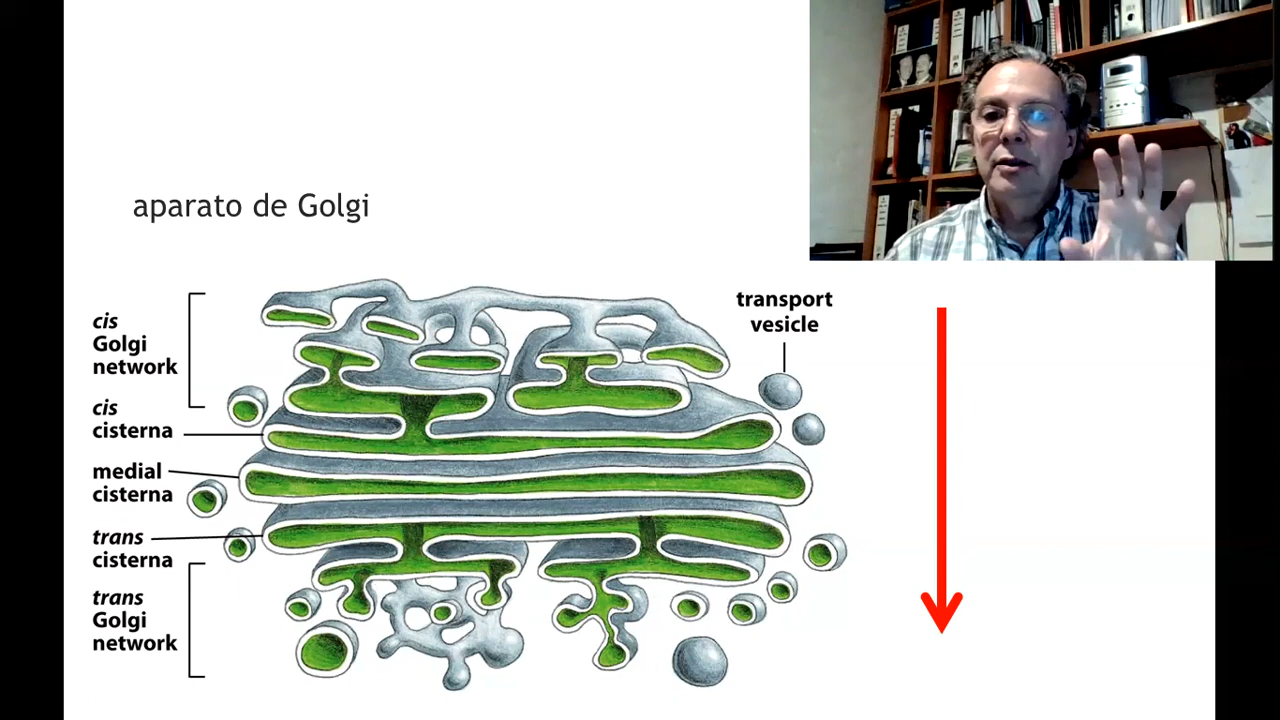 aparato de Golgi
cis
Golgi
network
cis
cisterna
medial
cisterna
trans
cisterna
trans
Golgi
network
transport
vesicle